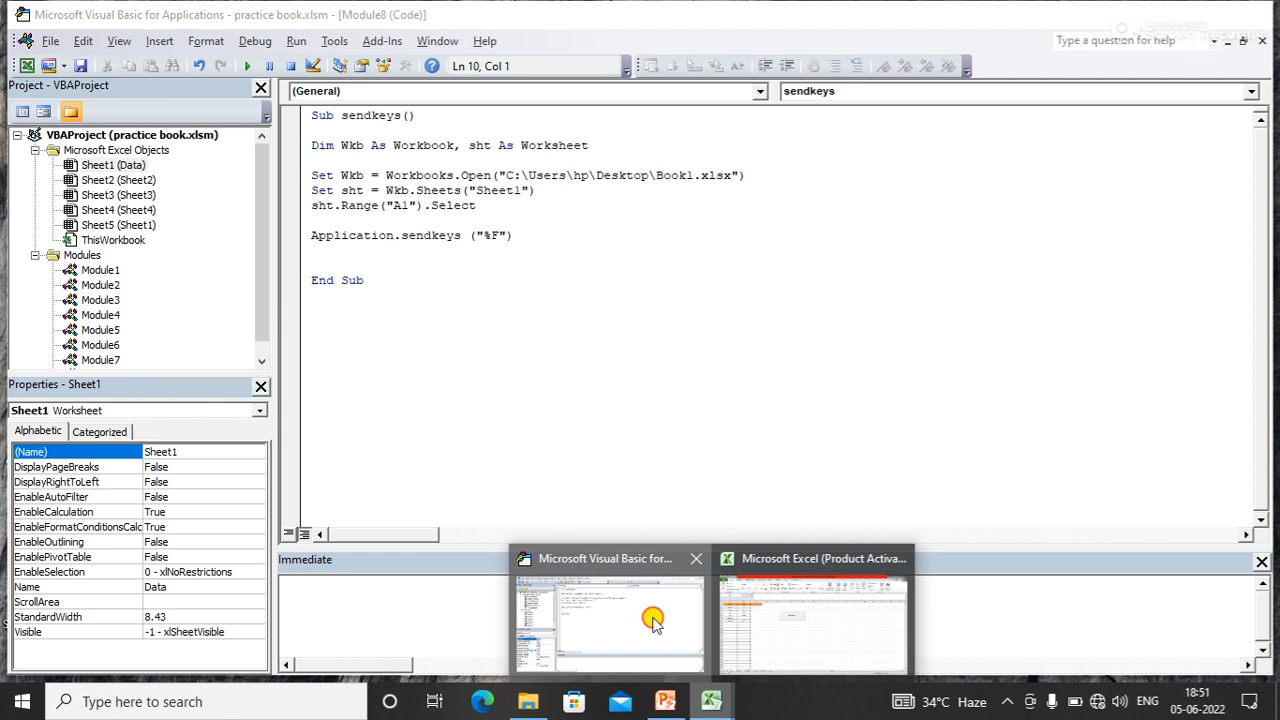 Microsoft Visual Basic for Applications - practice book.xlsm - [Module8 (Code)]
File Edit View Insert Format Debug Run Tools Add-Ins Window Help
Type a question for help
Ln 10, Col 1
Project - VBAProject
(General)
sendkeys
VBAProject (practice book.xlsm)
Microsoft Excel Objects
Sheet1 (Data)
Sheet2 (Sheet2)
Sheet3 (Sheet3)
Sheet4 (Sheet4)
Sheet5 (Sheet1)
ThisWorkbook
Modules
Module1
Module2
Module3
Module4
Module5
Module6
Module7
Sub sendkeys()
Dim Wkb As Workbook, sht As Worksheet
Set Wkb = Workbooks.Open("C:\Users\hp\Desktop\Book1.xlsx")
Set sht = Wkb.Sheets("Sheet1")
sht.Range("A1").Select
Application.sendkeys ("%F")
End Sub
Properties - Sheet1
Sheet1 Worksheet
Alphabetic Categorized
(Name) Sheet1
DisplayPageBreaks False
DisplayRightToLeft False
EnableAutoFilter False
EnableCalculation True
EnableFormatConditionsCalc True
EnableOutlining False
EnablePivotTable False
EnableSelection 0 - xlNoRestrictions
Name Data
ScrollArea
StandardWidth 8.43
Visible -1 - xlSheetVisible
Immediate
Microsoft Visual Basic for...
Microsoft Excel (Product Activa...
Type here to search
34°C Haze
ENG
18:51
05-06-2022